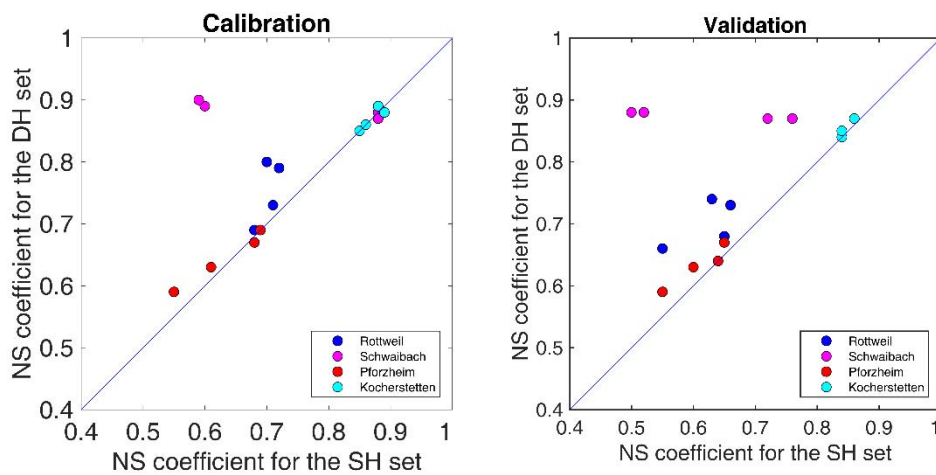 Calibration
NS coefficient for the DH set
1
0.9
0.8
0.7
0.6
0.5
0.4
0.4 0.5 0.6 0.7 0.8 0.9 1
NS coefficient for the SH set
Rottweil
Schwaibach
Pforzheim
Kocherstetten
Validation
NS coefficient for the DH set
1
0.9
0.8
0.7
0.6
0.5
0.4
0.4 0.5 0.6 0.7 0.8 0.9 1
NS coefficient for the SH set
Rottweil
Schwaibach
Pforzheim
Kocherstetten